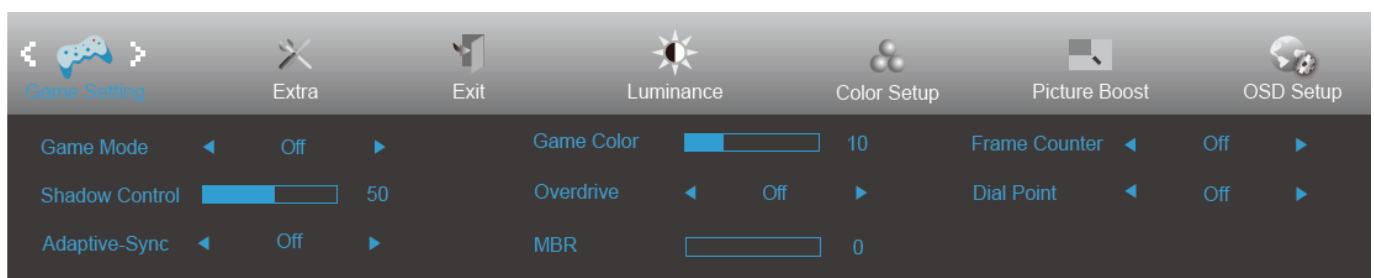 Game Setting
Extra
Exit
Luminance
Color Setup
Picture Boost
OSD Setup
Game Mode Off
Game Color 10
Frame Counter Off
Shadow Control 50
Overdrive Off
Dial Point Off
Adaptive-Sync Off
MBR 0